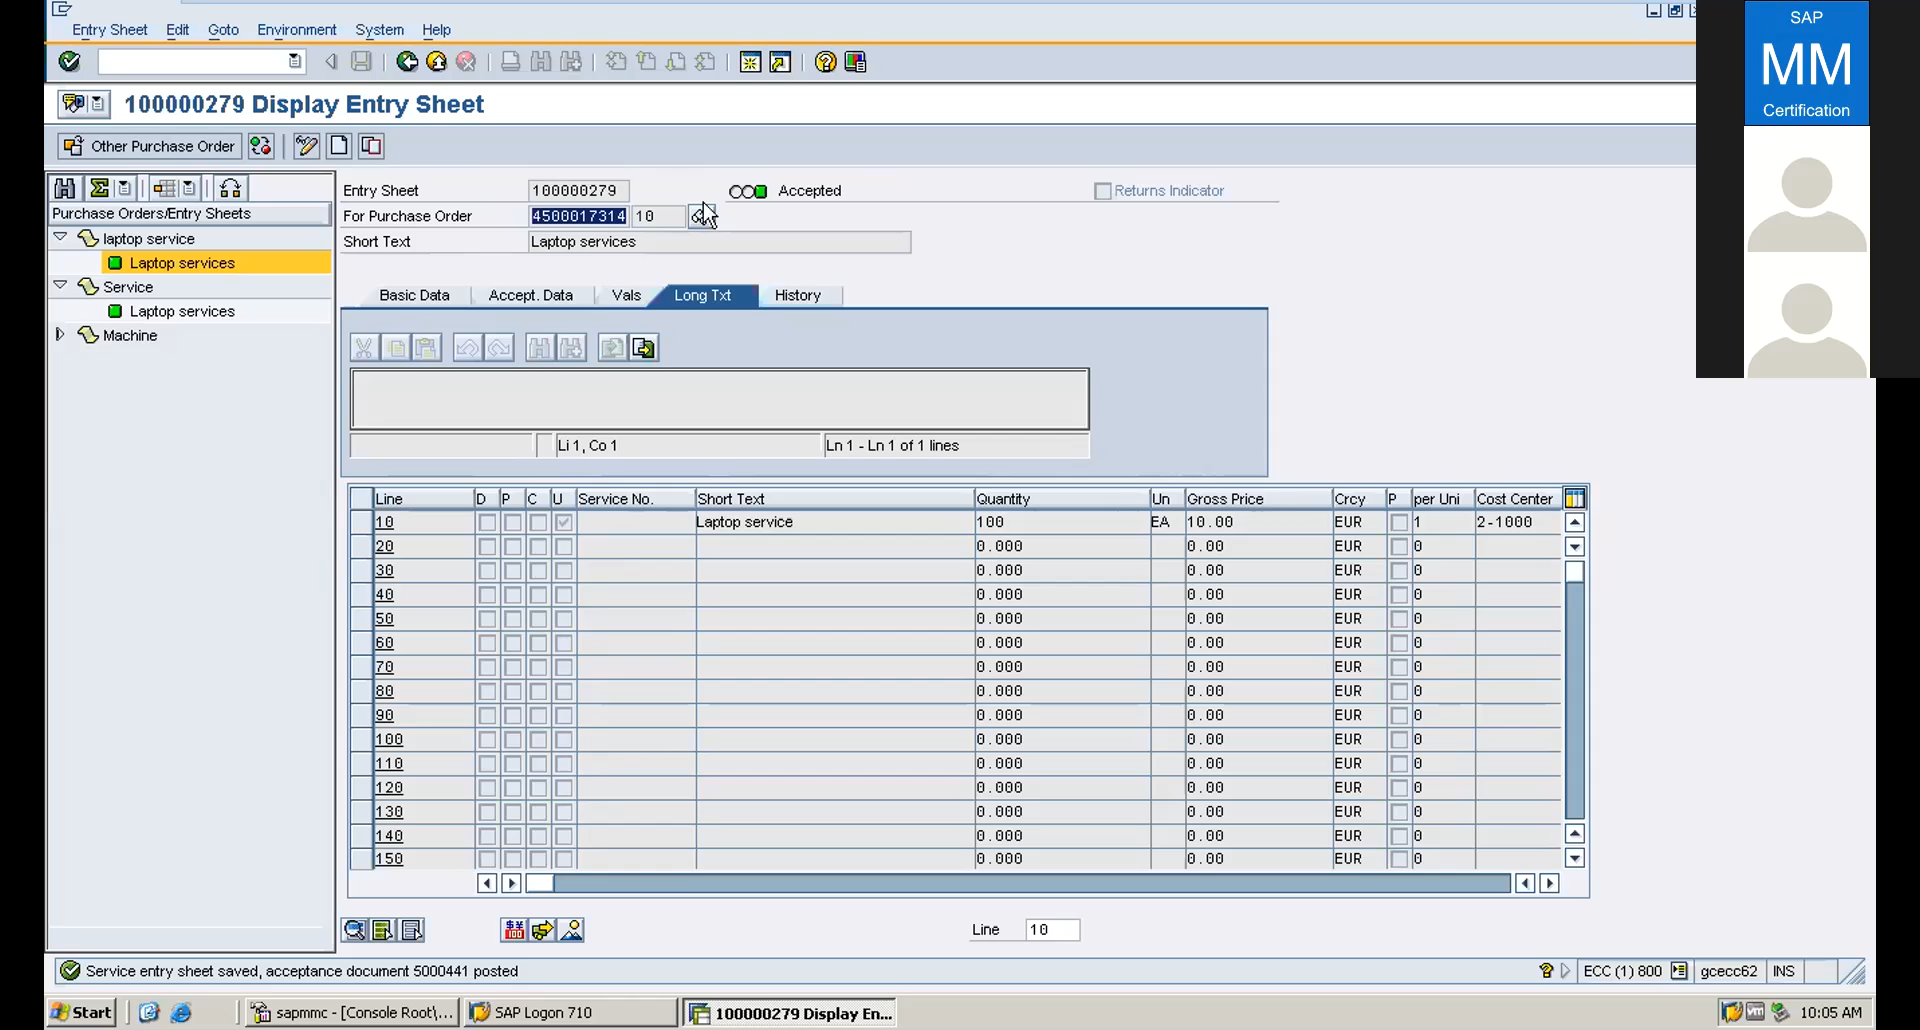 Entry Sheet Edit Goto Environment System Help
SAP
MM
Certification
100000279 Display Entry Sheet
Other Purchase Order
Purchase Orders/Entry Sheets
laptop service
Laptop services
Service
Laptop services
Machine
Entry Sheet 100000279 Accepted Returns Indicator
For Purchase Order 4500017314 10
Short Text Laptop services
Basic Data Accept. Data Vals Long Txt History
Li 1, Co 1 Ln 1 - Ln 1 of 1 lines
Line D P C U Service No. Short Text Quantity Un Gross Price Crcy P per Uni Cost Center
10 Laptop service 100 EA 10.00 EUR 1 2-1000
20 0.000 0.00 EUR 0
30 0.000 0.00 EUR 0
40 0.000 0.00 EUR 0
50 0.000 0.00 EUR 0
60 0.000 0.00 EUR 0
70 0.000 0.00 EUR 0
80 0.000 0.00 EUR 0
90 0.000 0.00 EUR 0
100 0.000 0.00 EUR 0
110 0.000 0.00 EUR 0
120 0.000 0.00 EUR 0
130 0.000 0.00 EUR 0
140 0.000 0.00 EUR 0
150 0.000 0.00 EUR 0
Line 10
Service entry sheet saved, acceptance document 5000441 posted
ECC (1) 800 gcecc62 INS
Start sapmmc - [Console Root\... SAP Logon 710 100000279 Display En... 10:05 AM